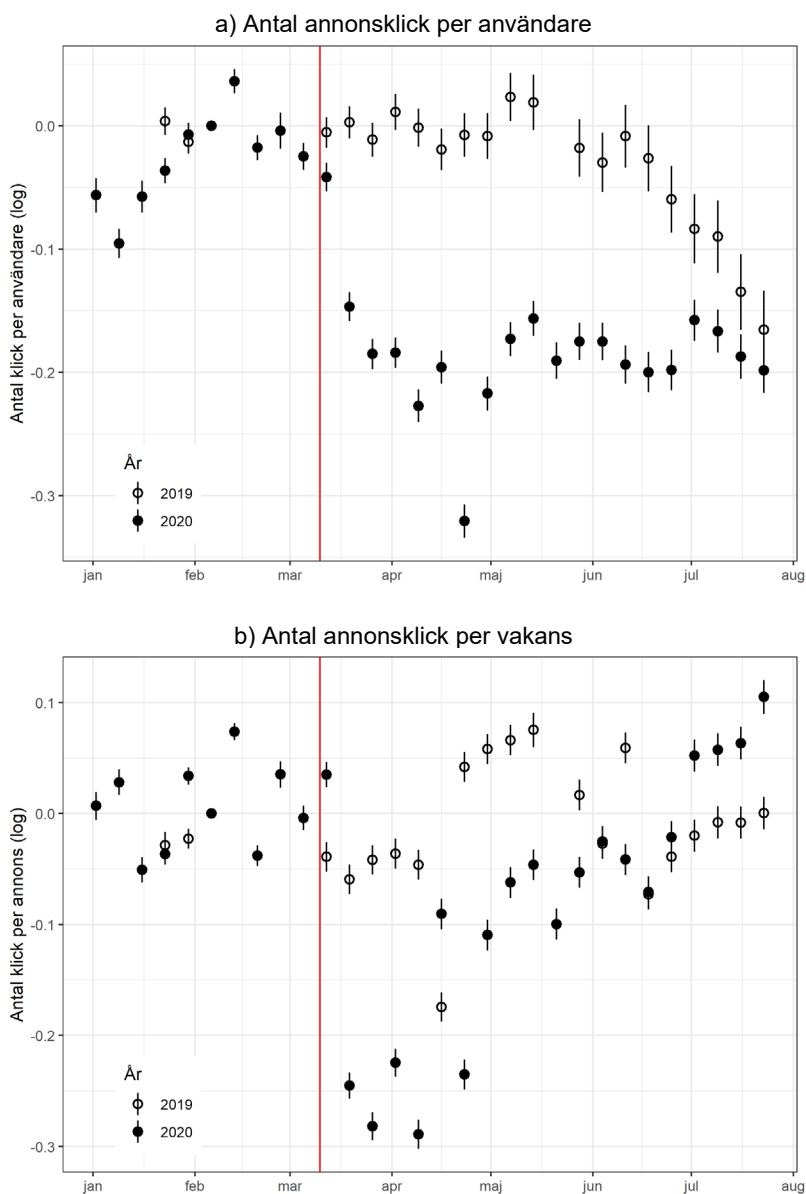 a) Antal annonsklick per användare
Antal klick per användare (log)
0.0
-0.1
-0.2
-0.3
År
2019
2020
jan feb mar apr maj jun jul aug
b) Antal annonsklick per vakans
Antal klick per annons (log)
0.1
0.0
-0.1
-0.2
-0.3
År
2019
2020
jan feb mar apr maj jun jul aug